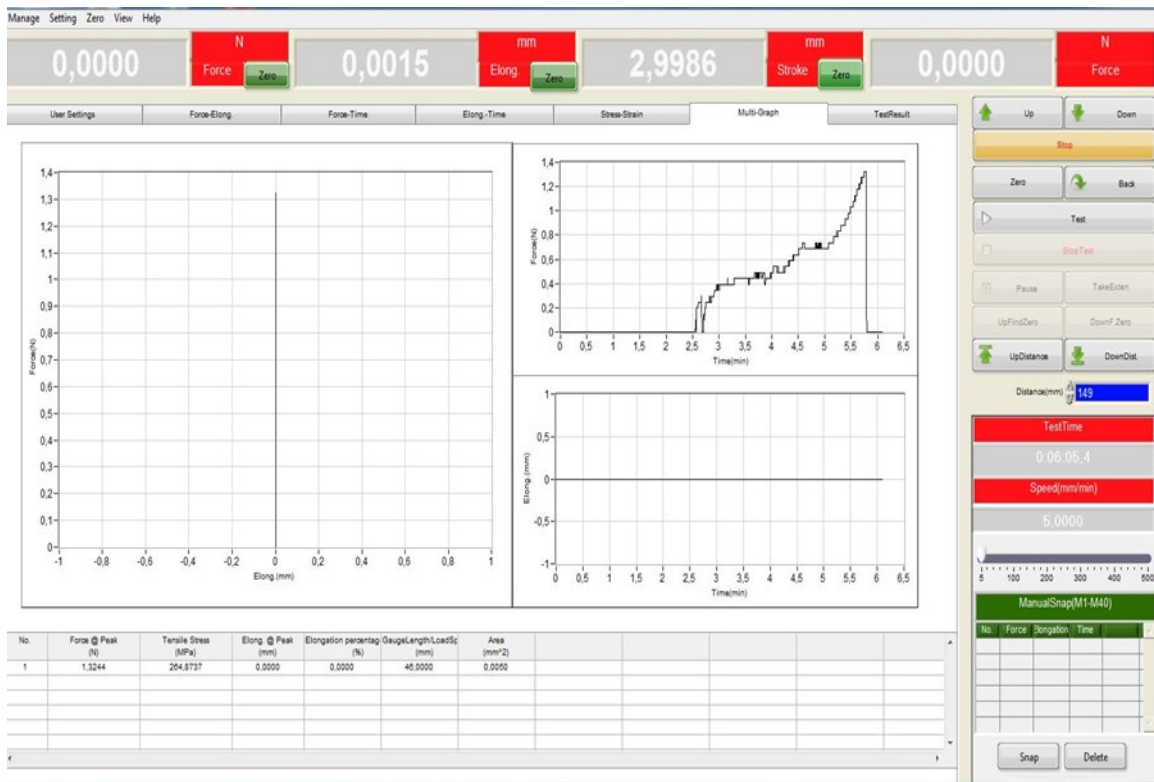 Manage Setting Zero View Help
0,000 N Force Zero 0,0015 mm Elong. Zero 2,9986 mm Stroke Zero 0,0000 N Force
User Settings Force-Elong. Force-Time Elong.-Time Stress-Strain Multi-Graph TestResult
1,4
1,3
1,2
1,1
1
0,9
0,8
0,7
0,6
0,5
0,4
0,3
0,2
0,1
0
Force(N)
-1 -0,8 -0,6 -0,4 -0,2 0 0,2 0,4 0,6 0,8 1
Elong.(mm)
1,4
1,2
1
0,8
0,6
0,4
0,2
0
Force(N)
0 0,5 1 1,5 2 2,5 3 3,5 4 4,5 5 5,5 6 6,5
Time(min)
1
0,5
0
-0,5
-1
Elong.(mm)
0 0,5 1 1,5 2 2,5 3 3,5 4 4,5 5 5,5 6 6,5
Time(min)
Up Down
Stop
Zero Back
Test
StopTest
Pause TakeExten
UpFindZero DownF.Zero
UpDistance DownDist.
Distance(mm) 149
TestTime
0:06:05,4
Speed(mm/min)
5,0000
5 100 200 300 400 500
ManualSnap(M1-M40)
No. Force Elongation Time
Snap Delete
No. Force @ Peak Tensile Stress Elong. @ Peak Elongation percentag GaugeLength/LoadSp Area
(N) (MPa) (mm) (%) (mm) (mm^2)
1 1,3244 264,8737 0,0000 0,0000 46,0000 0,0050